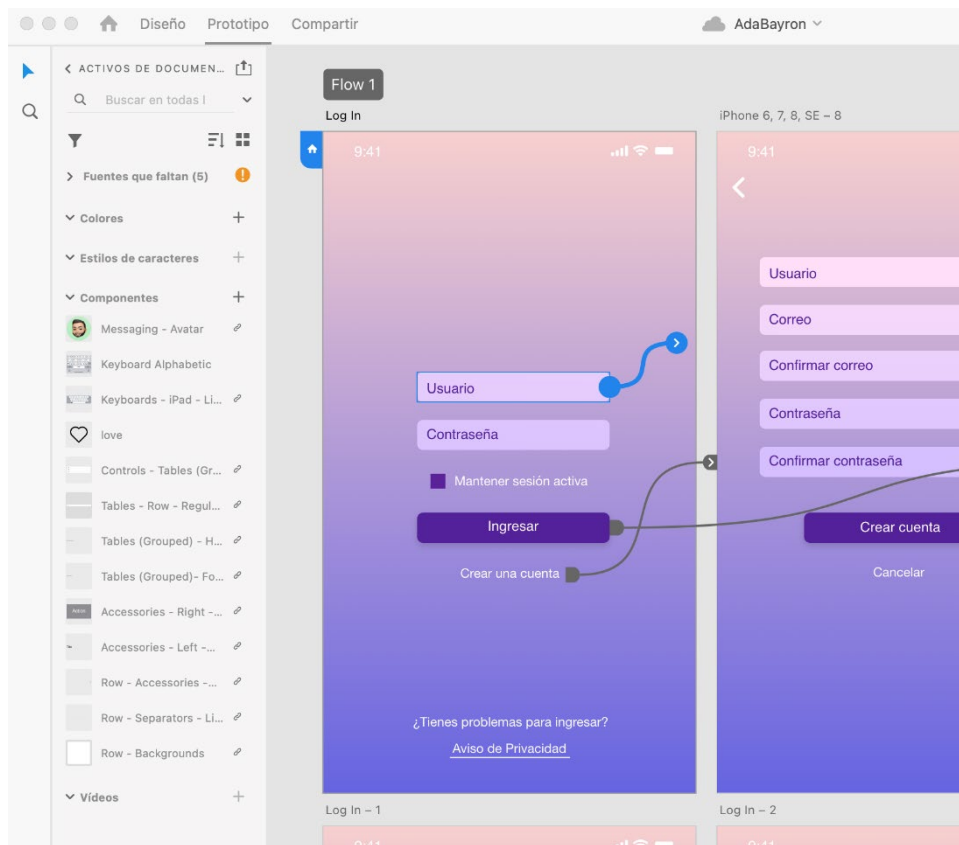 Diseño Prototipo Compartir
AdaBayron
ACTIVOS DE DOCUMEN...
Buscar en todas l
Fuentes que faltan (5)
Colores
Estilos de caracteres
Componentes
Messaging - Avatar
Keyboard Alphabetic
Keyboards - iPad - Li...
love
Controls - Tables (Gr...
Tables - Row - Regul...
Tables (Grouped) - H...
Tables (Grouped)- Fo...
Accessories - Right -...
Accessories - Left -...
Row - Accessories -...
Row - Separators - Li...
Row - Backgrounds
Vídeos
Flow 1
Log In
9:41
Usuario
Contraseña
Mantener sesión activa
Ingresar
Crear una cuenta
¿Tienes problemas para ingresar?
Aviso de Privacidad
iPhone 6, 7, 8, SE – 8
9:41
Usuario
Correo
Confirmar correo
Contraseña
Confirmar contraseña
Crear cuenta
Cancelar
Log In – 1
9:41
Log In – 2
9:41